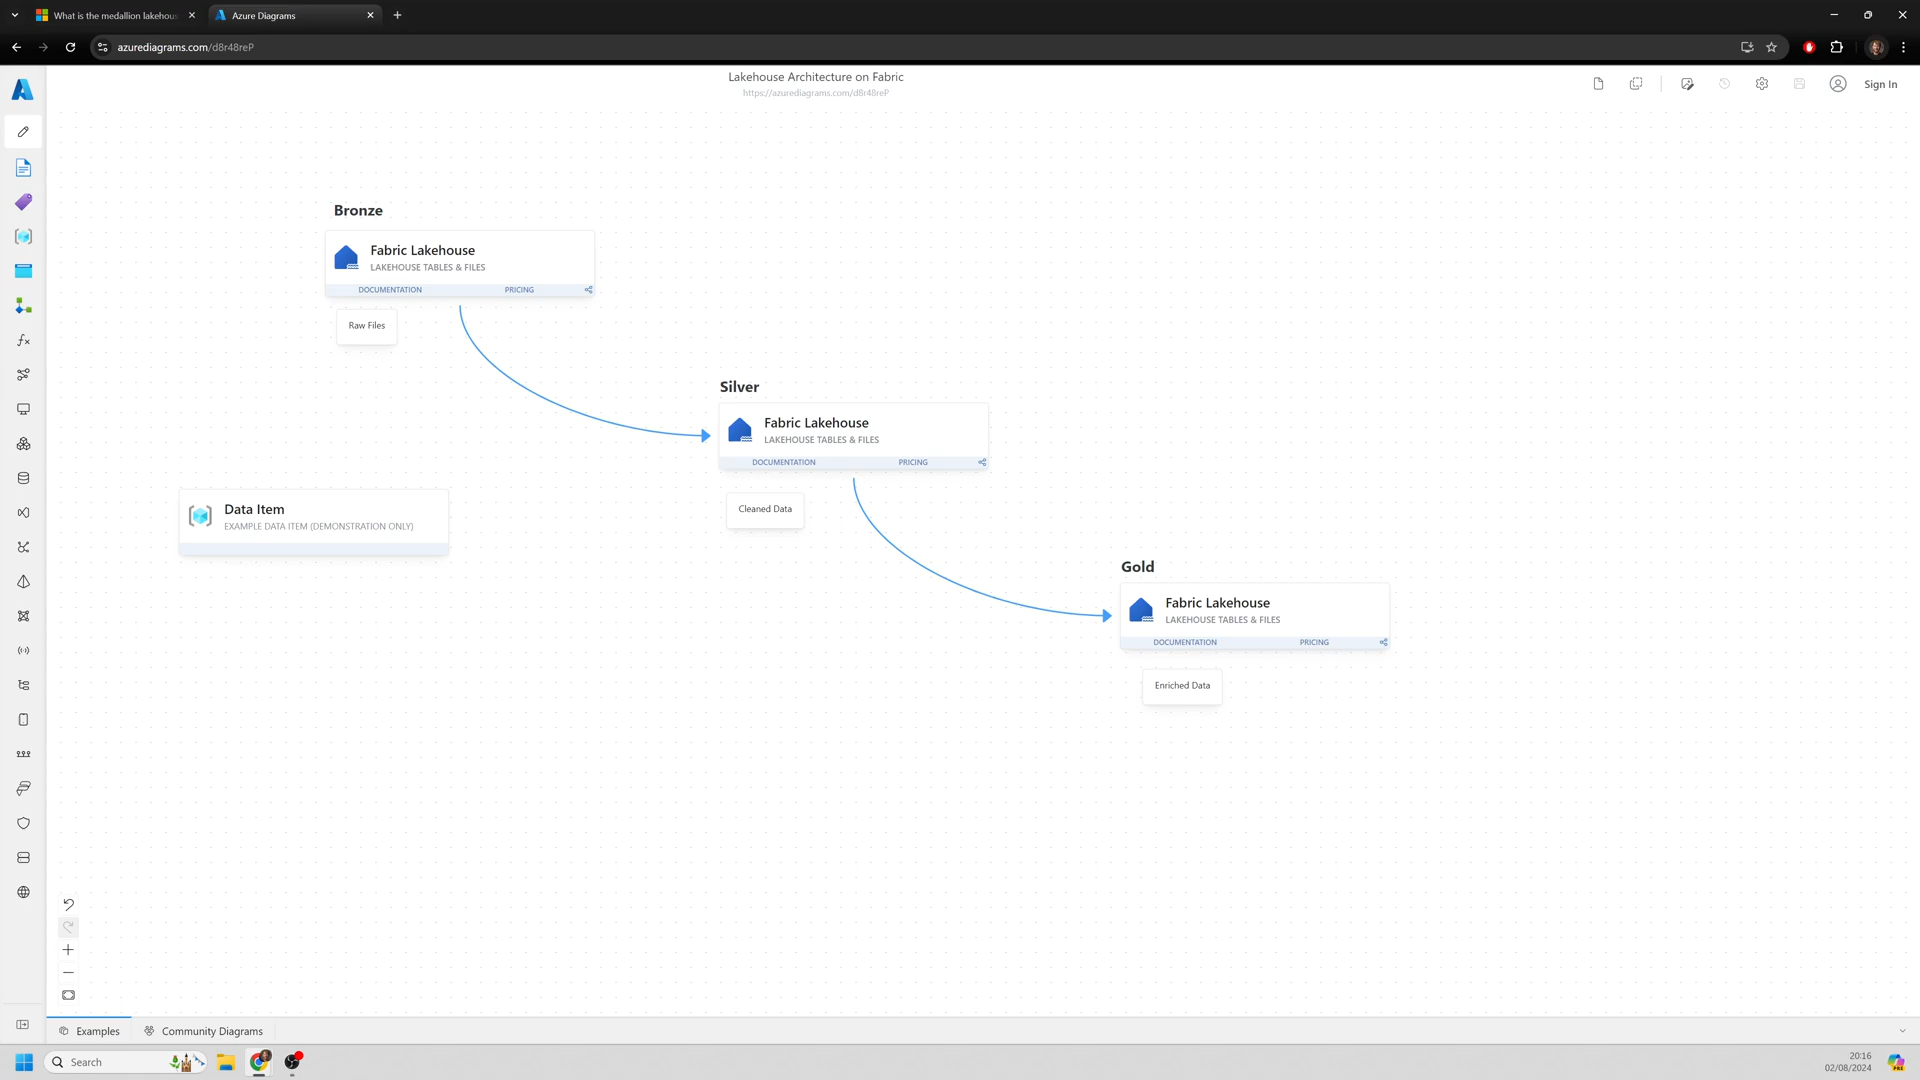 What is the medallion lakehous
Azure Diagrams
azurediagrams.com/d8r48reP
Lakehouse Architecture on Fabric
https://azurediagrams.com/d8r48reP
Sign In
Bronze
Fabric Lakehouse
LAKEHOUSE TABLES & FILES
DOCUMENTATION
PRICING
Raw Files
Silver
Fabric Lakehouse
LAKEHOUSE TABLES & FILES
DOCUMENTATION
PRICING
Cleaned Data
Data Item
EXAMPLE DATA ITEM (DEMONSTRATION ONLY)
Gold
Fabric Lakehouse
LAKEHOUSE TABLES & FILES
DOCUMENTATION
PRICING
Enriched Data
Examples
Community Diagrams
Search
20:16
02/08/2024
PRE